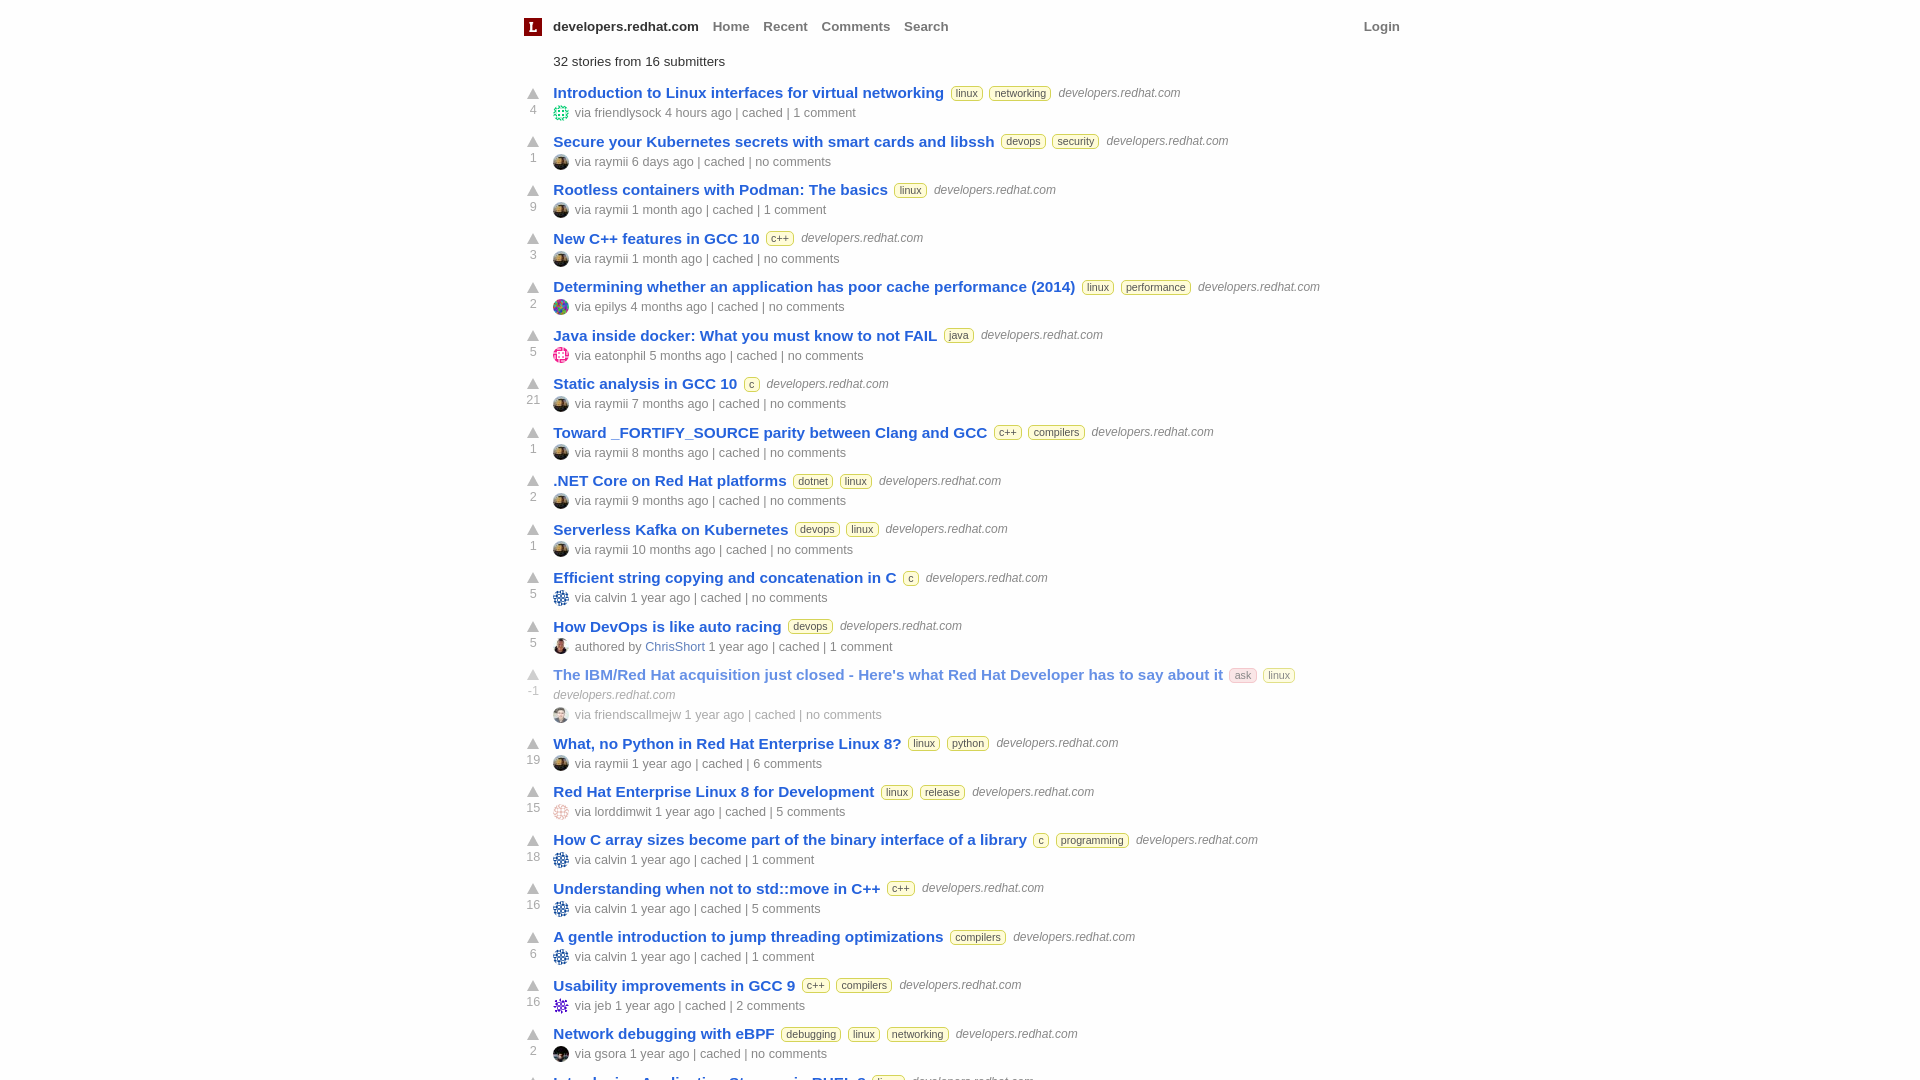 L developers.redhat.com Home Recent Comments Search Login
32 stories from 16 submitters
Introduction to Linux interfaces for virtual networking linux networking developers.redhat.com
4 via friendlysock 4 hours ago | cached | 1 comment
Secure your Kubernetes secrets with smart cards and libssh devops security developers.redhat.com
1 via raymii 6 days ago | cached | no comments
Rootless containers with Podman: The basics linux developers.redhat.com
9 via raymii 1 month ago | cached | 1 comment
New C++ features in GCC 10 c++ developers.redhat.com
3 via raymii 1 month ago | cached | no comments
Determining whether an application has poor cache performance (2014) linux performance developers.redhat.com
2 via epilys 4 months ago | cached | no comments
Java inside docker: What you must know to not FAIL java developers.redhat.com
5 via eatonphil 5 months ago | cached | no comments
Static analysis in GCC 10 c developers.redhat.com
21 via raymii 7 months ago | cached | no comments
Toward _FORTIFY_SOURCE parity between Clang and GCC c++ compilers developers.redhat.com
1 via raymii 8 months ago | cached | no comments
.NET Core on Red Hat platforms dotnet linux developers.redhat.com
2 via raymii 9 months ago | cached | no comments
Serverless Kafka on Kubernetes devops linux developers.redhat.com
1 via raymii 10 months ago | cached | no comments
Efficient string copying and concatenation in C c developers.redhat.com
5 via calvin 1 year ago | cached | no comments
How DevOps is like auto racing devops developers.redhat.com
5 authored by ChrisShort 1 year ago | cached | 1 comment
The IBM/Red Hat acquisition just closed - Here's what Red Hat Developer has to say about it ask linux
-1 developers.redhat.com
via friendscallmejw 1 year ago | cached | no comments
What, no Python in Red Hat Enterprise Linux 8? linux python developers.redhat.com
19 via raymii 1 year ago | cached | 6 comments
Red Hat Enterprise Linux 8 for Development linux release developers.redhat.com
15 via lorddimwit 1 year ago | cached | 5 comments
How C array sizes become part of the binary interface of a library c programming developers.redhat.com
18 via calvin 1 year ago | cached | 1 comment
Understanding when not to std::move in C++ c++ developers.redhat.com
16 via calvin 1 year ago | cached | 5 comments
A gentle introduction to jump threading optimizations compilers developers.redhat.com
6 via calvin 1 year ago | cached | 1 comment
Usability improvements in GCC 9 c++ compilers developers.redhat.com
16 via jeb 1 year ago | cached | 2 comments
Network debugging with eBPF debugging linux networking developers.redhat.com
2 via gsora 1 year ago | cached | no comments